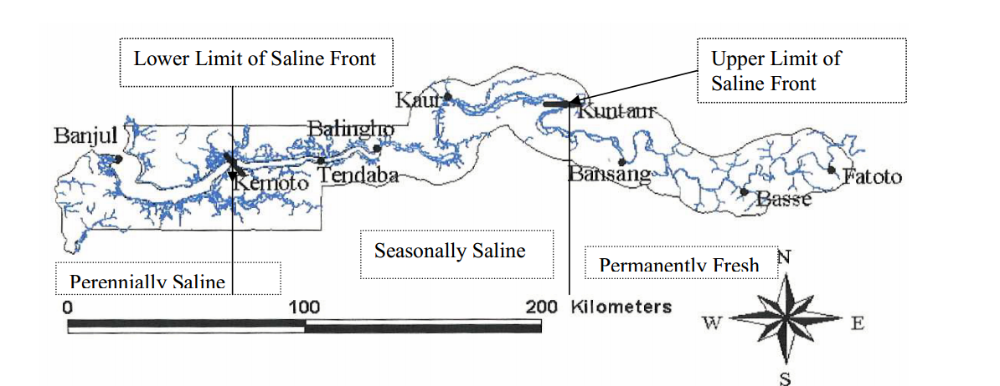 Lower Limit of Saline Front
Upper Limit of
Saline Front
Kaur
Kuntaur
Banjul
Balingho
Kemoto
Tendaba
Bansang
Fatoto
Basse
Seasonally Saline
Permanently Fresh
Perennially Saline
N
0 100 200 Kilometers
W E
S